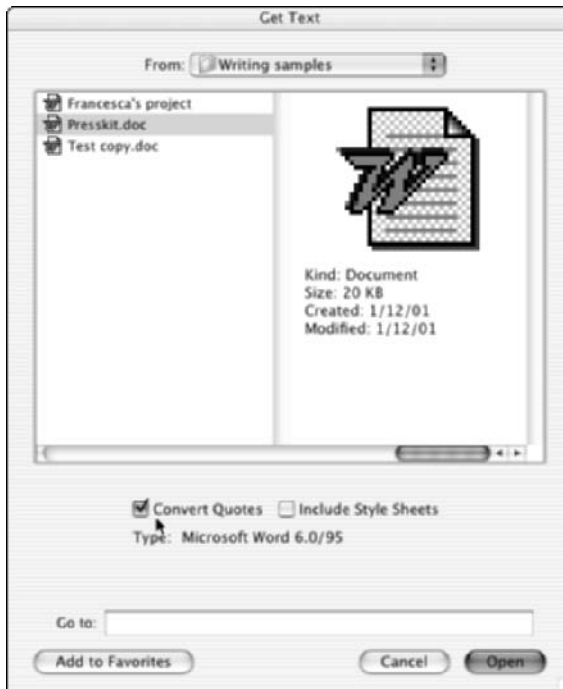 Get Text
From: Writing samples
Francesca's project
Presskit.doc
Test copy.doc
Kind: Document
Size: 20 KB
Created: 1/12/01
Modified: 1/12/01
Convert Quotes Include Style Sheets
Type: Microsoft Word 6.0/95
Go to:
Add to Favorites Cancel Open